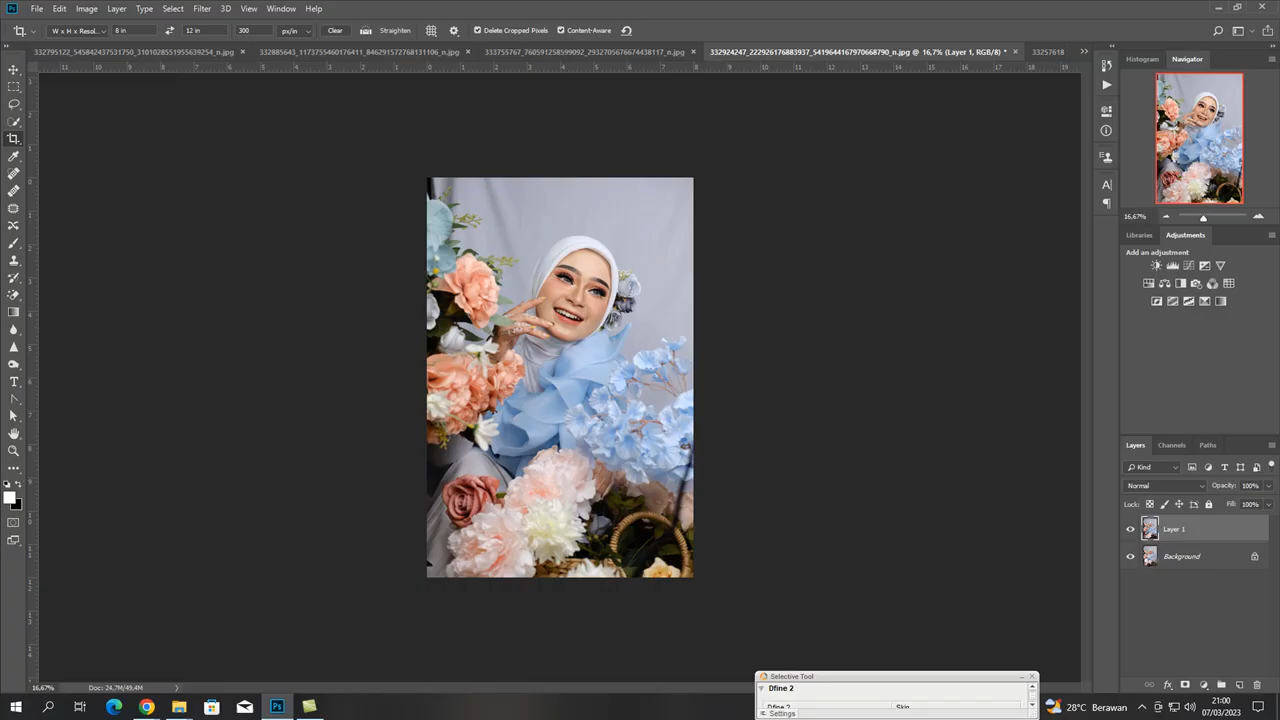 File Edit Image Layer Type Select Filter 3D View Window Help
W x H x Resol... 8 in 12 in 300 px/in Clear Straighten Delete Cropped Pixels Content-Aware
332795122_545842437531750_3101028551955639254_n.jpg 332885643_1173755460176411_846291572768131106_n.jpg 333755767_760591258599092_2932705676674438117_n.jpg 332924247_222926176883937_5419644167970668790_n.jpg @ 16,7% (Layer 1, RGB/8) * 33257618
Histogram Navigator
16,67%
Libraries Adjustments
Add an adjustment
Layers Channels Paths
Kind
Normal Opacity: 100%
Lock: Fill: 100%
Layer 1
Background
16,67% Doc: 24,7M/49,4M
Selective Tool
Dfine 2
Dfine 2 Skin
Settings
28°C Berawan 21:00
07/03/2023